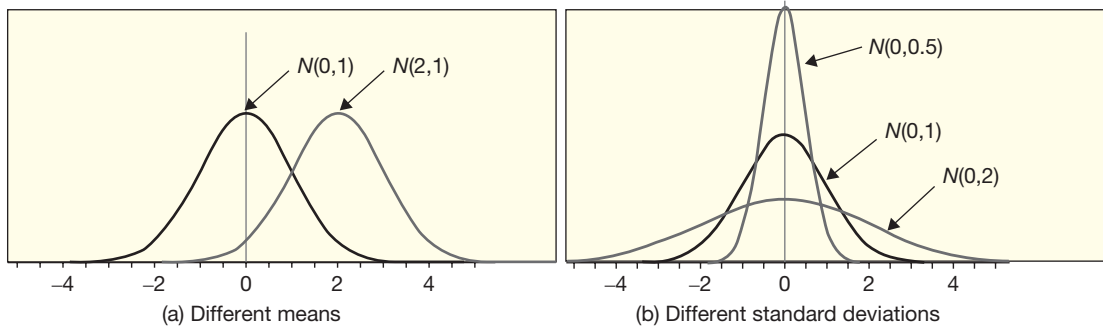 N(0,1)
N(2,1)
−4
−2
0
2
4
(a) Different means
N(0,0.5)
N(0,1)
N(0,2)
−4
−2
0
2
4
(b) Different standard deviations